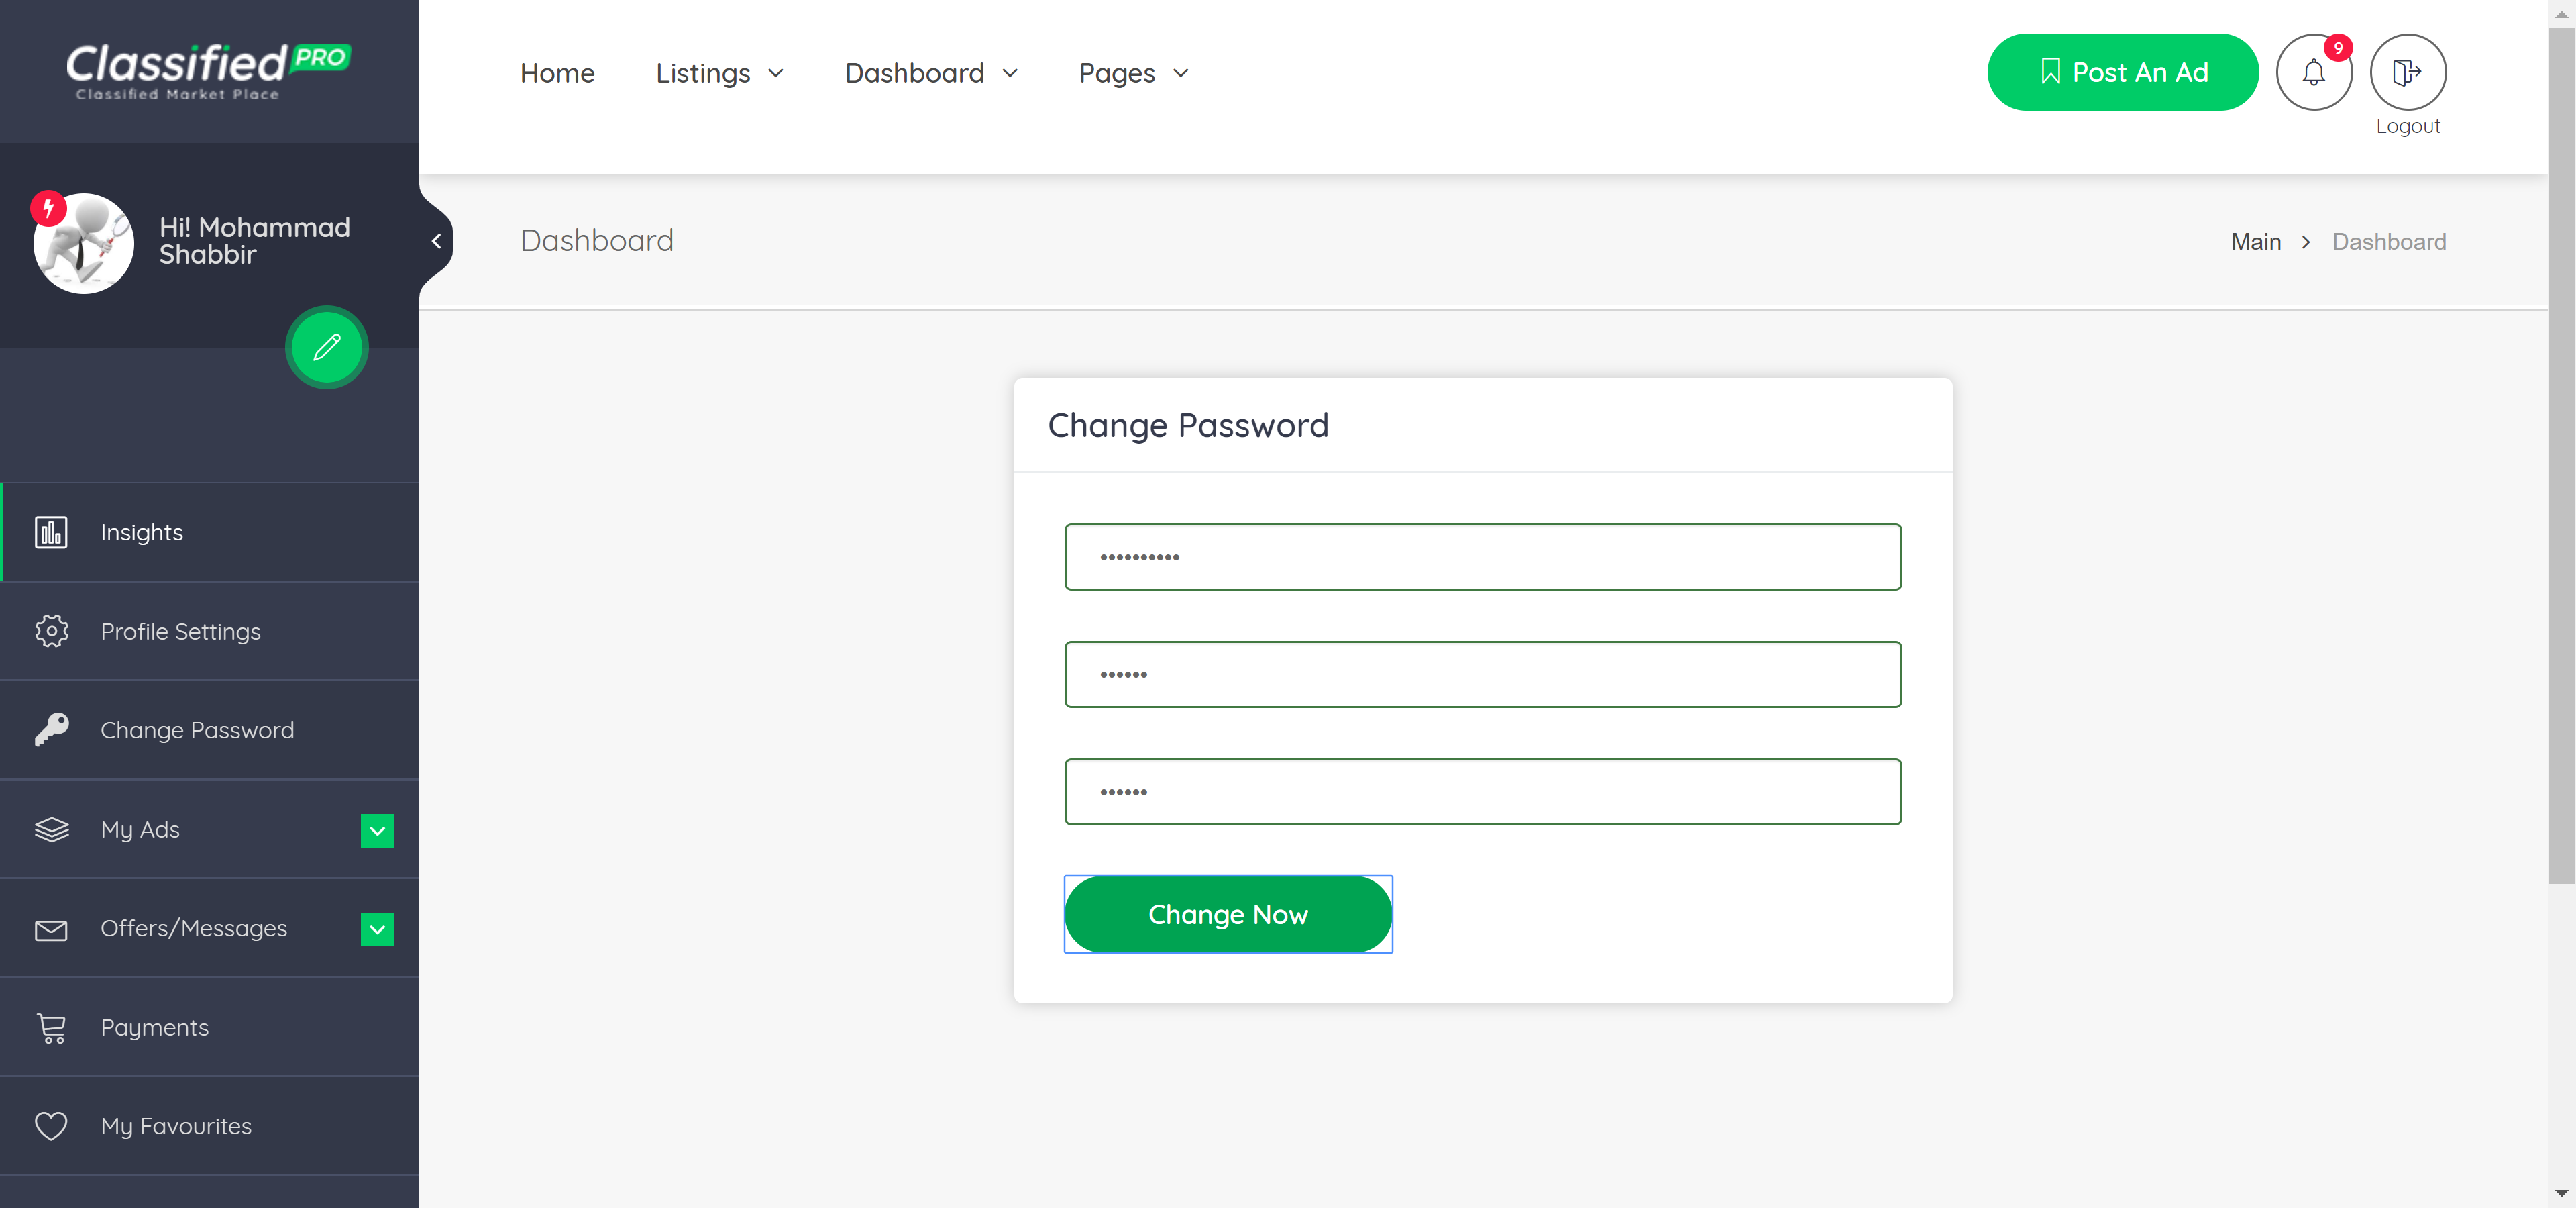 Classified PRO
Classified Market Place
Home
Listings
Dashboard
Pages
Post An Ad
9
Logout
Hi! Mohammad
Shabbir
Dashboard
Main > Dashboard
Insights
Profile Settings
Change Password
My Ads
Offers/Messages
Payments
My Favourites
Change Password
••••••••••
••••••
••••••
Change Now